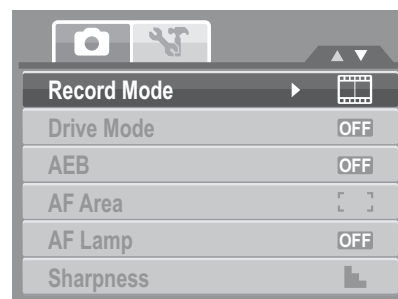 Record Mode
Drive Mode OFF
AEB OFF
AF Area
AF Lamp OFF
Sharpness